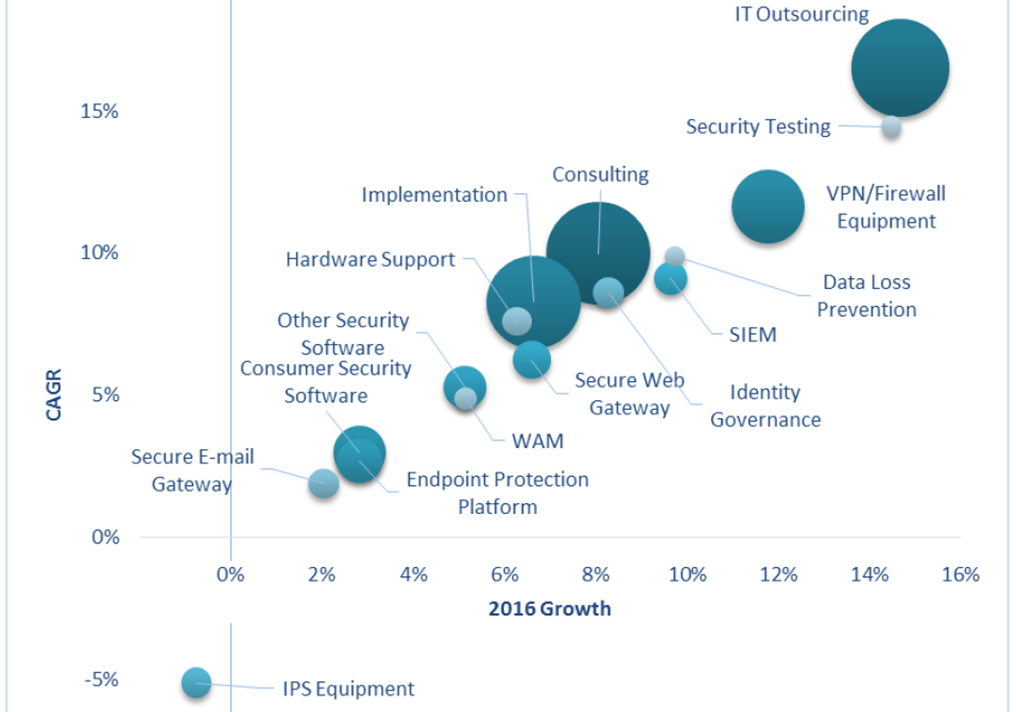 IT Outsourcing
15%
Security Testing
Consulting
Implementation
VPN/Firewall
Equipment
10%
Hardware Support
Data Loss
Prevention
Other Security
Software
SIEM
Consumer Security
Software
Secure Web
Gateway
Identity
Governance
CAGR
5%
WAM
Secure E-mail
Gateway
Endpoint Protection
Platform
0%
0% 2% 4% 6% 8% 10% 12% 14% 16%
2016 Growth
-5%
IPS Equipment